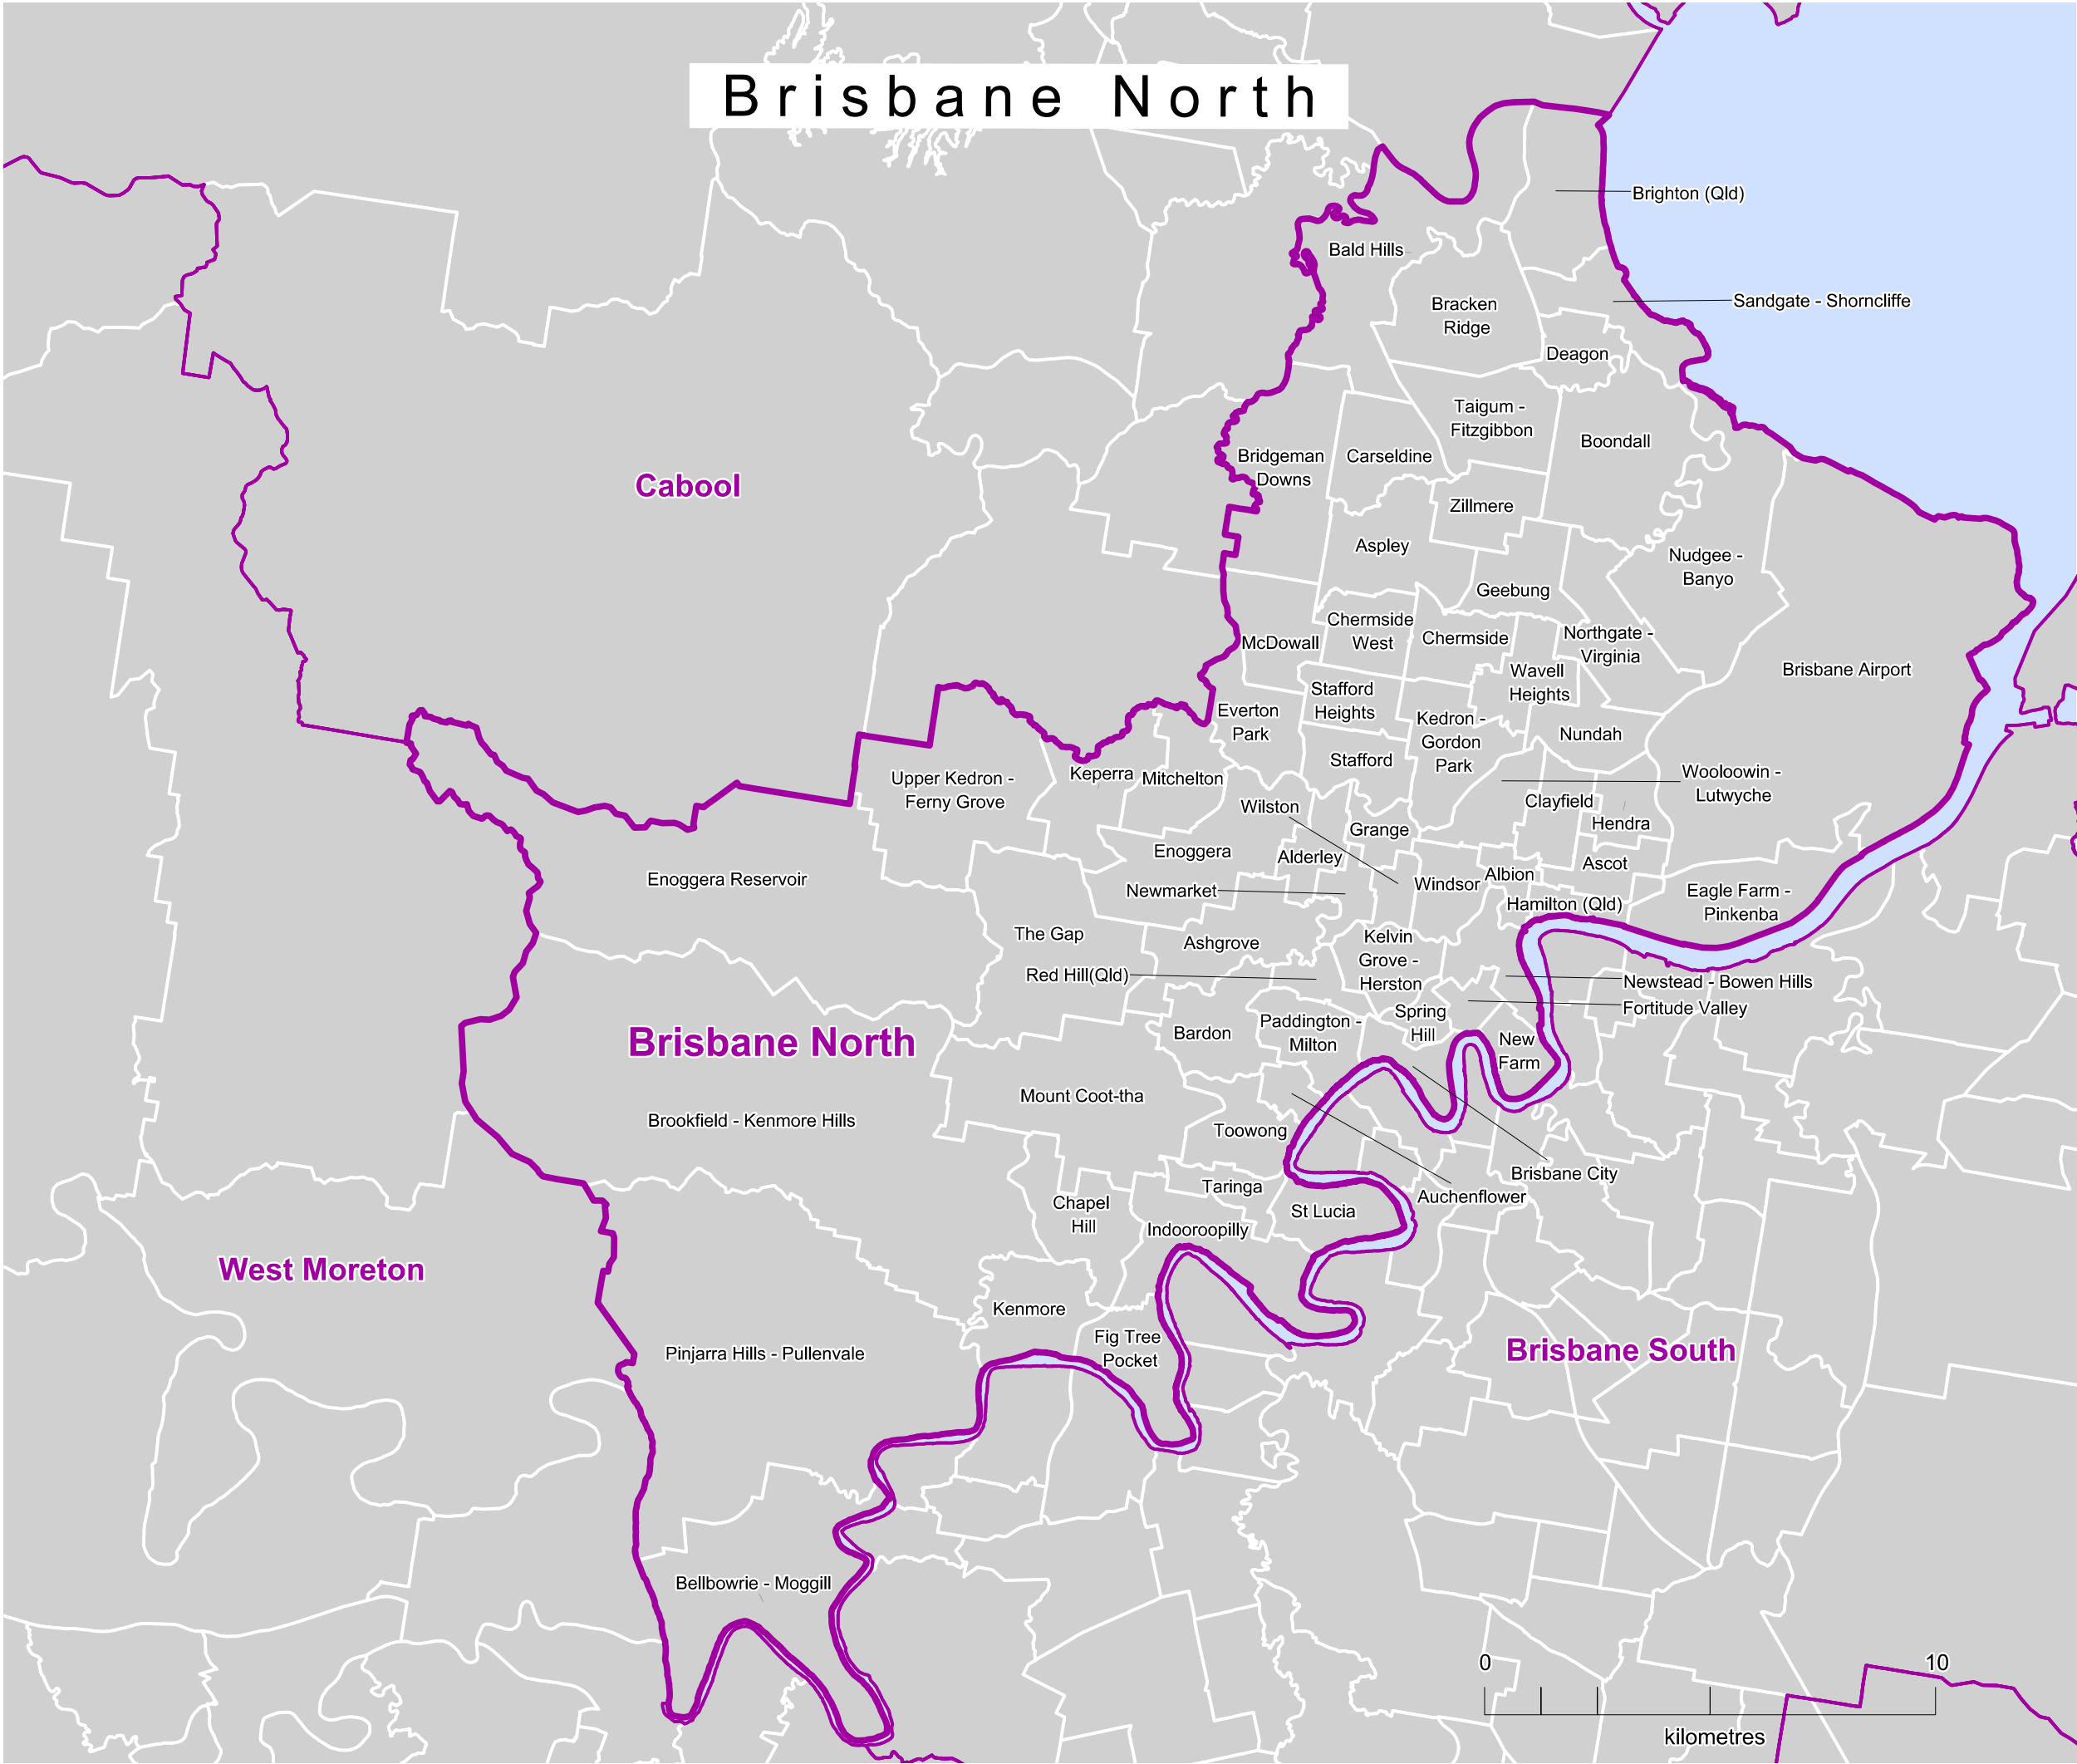 Brisbane North
Brighton (Qld)
Bald Hills
Bracken
Ridge
Sandgate - Shorncliffe
Deagon
Taigum -
Fitzgibbon
Boondall
Bridgeman
Downs
Carseldine
Cabool
Zillmere
Aspley
Nudgee -
Banyo
Geebung
Chermside
West
Chermside
Northgate -
Virginia
McDowall
Brisbane Airport
Wavell
Heights
Stafford
Heights
Everton
Park
Kedron -
Gordon
Park
Nundah
Stafford
Upper Kedron -
Ferny Grove
Keperra
Mitchelton
Wooloowin -
Lutwyche
Wilston
Clayfield
Hendra
Grange
Enoggera
Alderley
Ascot
Enoggera Reservoir
Newmarket
Windsor
Albion
Eagle Farm -
Pinkenba
Hamilton (Qld)
The Gap
Ashgrove
Kelvin
Grove -
Herston
Red Hill(Qld)
Newstead - Bowen Hills
Fortitude Valley
Spring
Hill
Bardon
Paddington -
Milton
Brisbane North
New
Farm
Mount Coot-tha
Brookfield - Kenmore Hills
Toowong
Brisbane City
Taringa
Auchenflower
Chapel
Hill
St Lucia
Indooroopilly
West Moreton
Kenmore
Fig Tree
Pocket
Pinjarra Hills - Pullenvale
Brisbane South
Bellbowrie - Moggill
0
10
kilometres